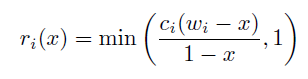 r_i(x) = min ( c_i(w_i − x) / 1 − x , 1 )